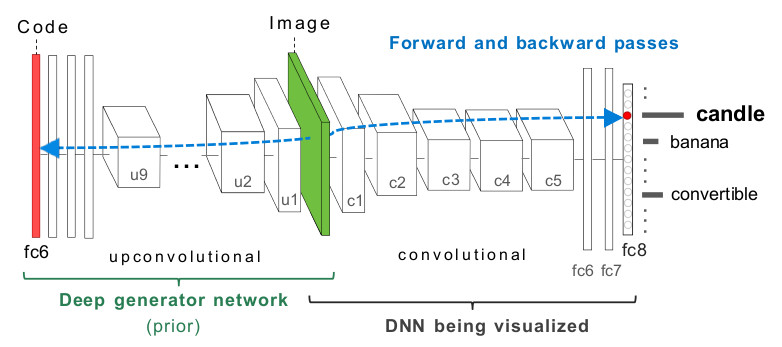 Code
Image
Forward and backward passes
candle
banana
convertible
u9
...
u2
u1
c1
c2
c3
c4
c5
fc6
upconvolutional
convolutional
fc6
fc7
fc8
Deep generator network
(prior)
DNN being visualized